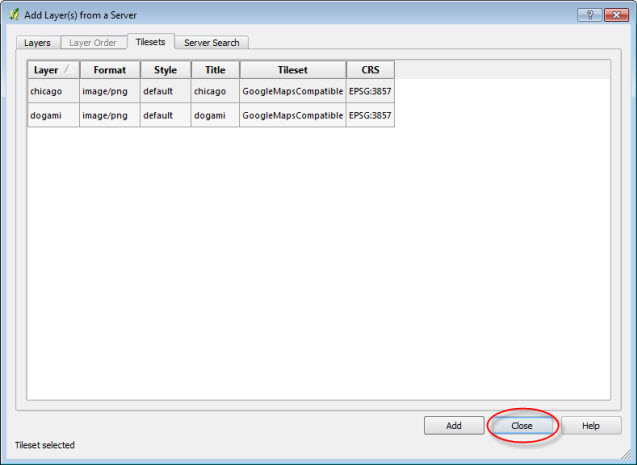 Add Layer(s) from a Server
Layers Layer Order Tilesets Server Search
Layer Format Style Title Tileset CRS
chicago image/png default chicago GoogleMapsCompatible EPSG:3857
dogami image/png default dogami GoogleMapsCompatible EPSG:3857
Add Close Help
Tileset selected